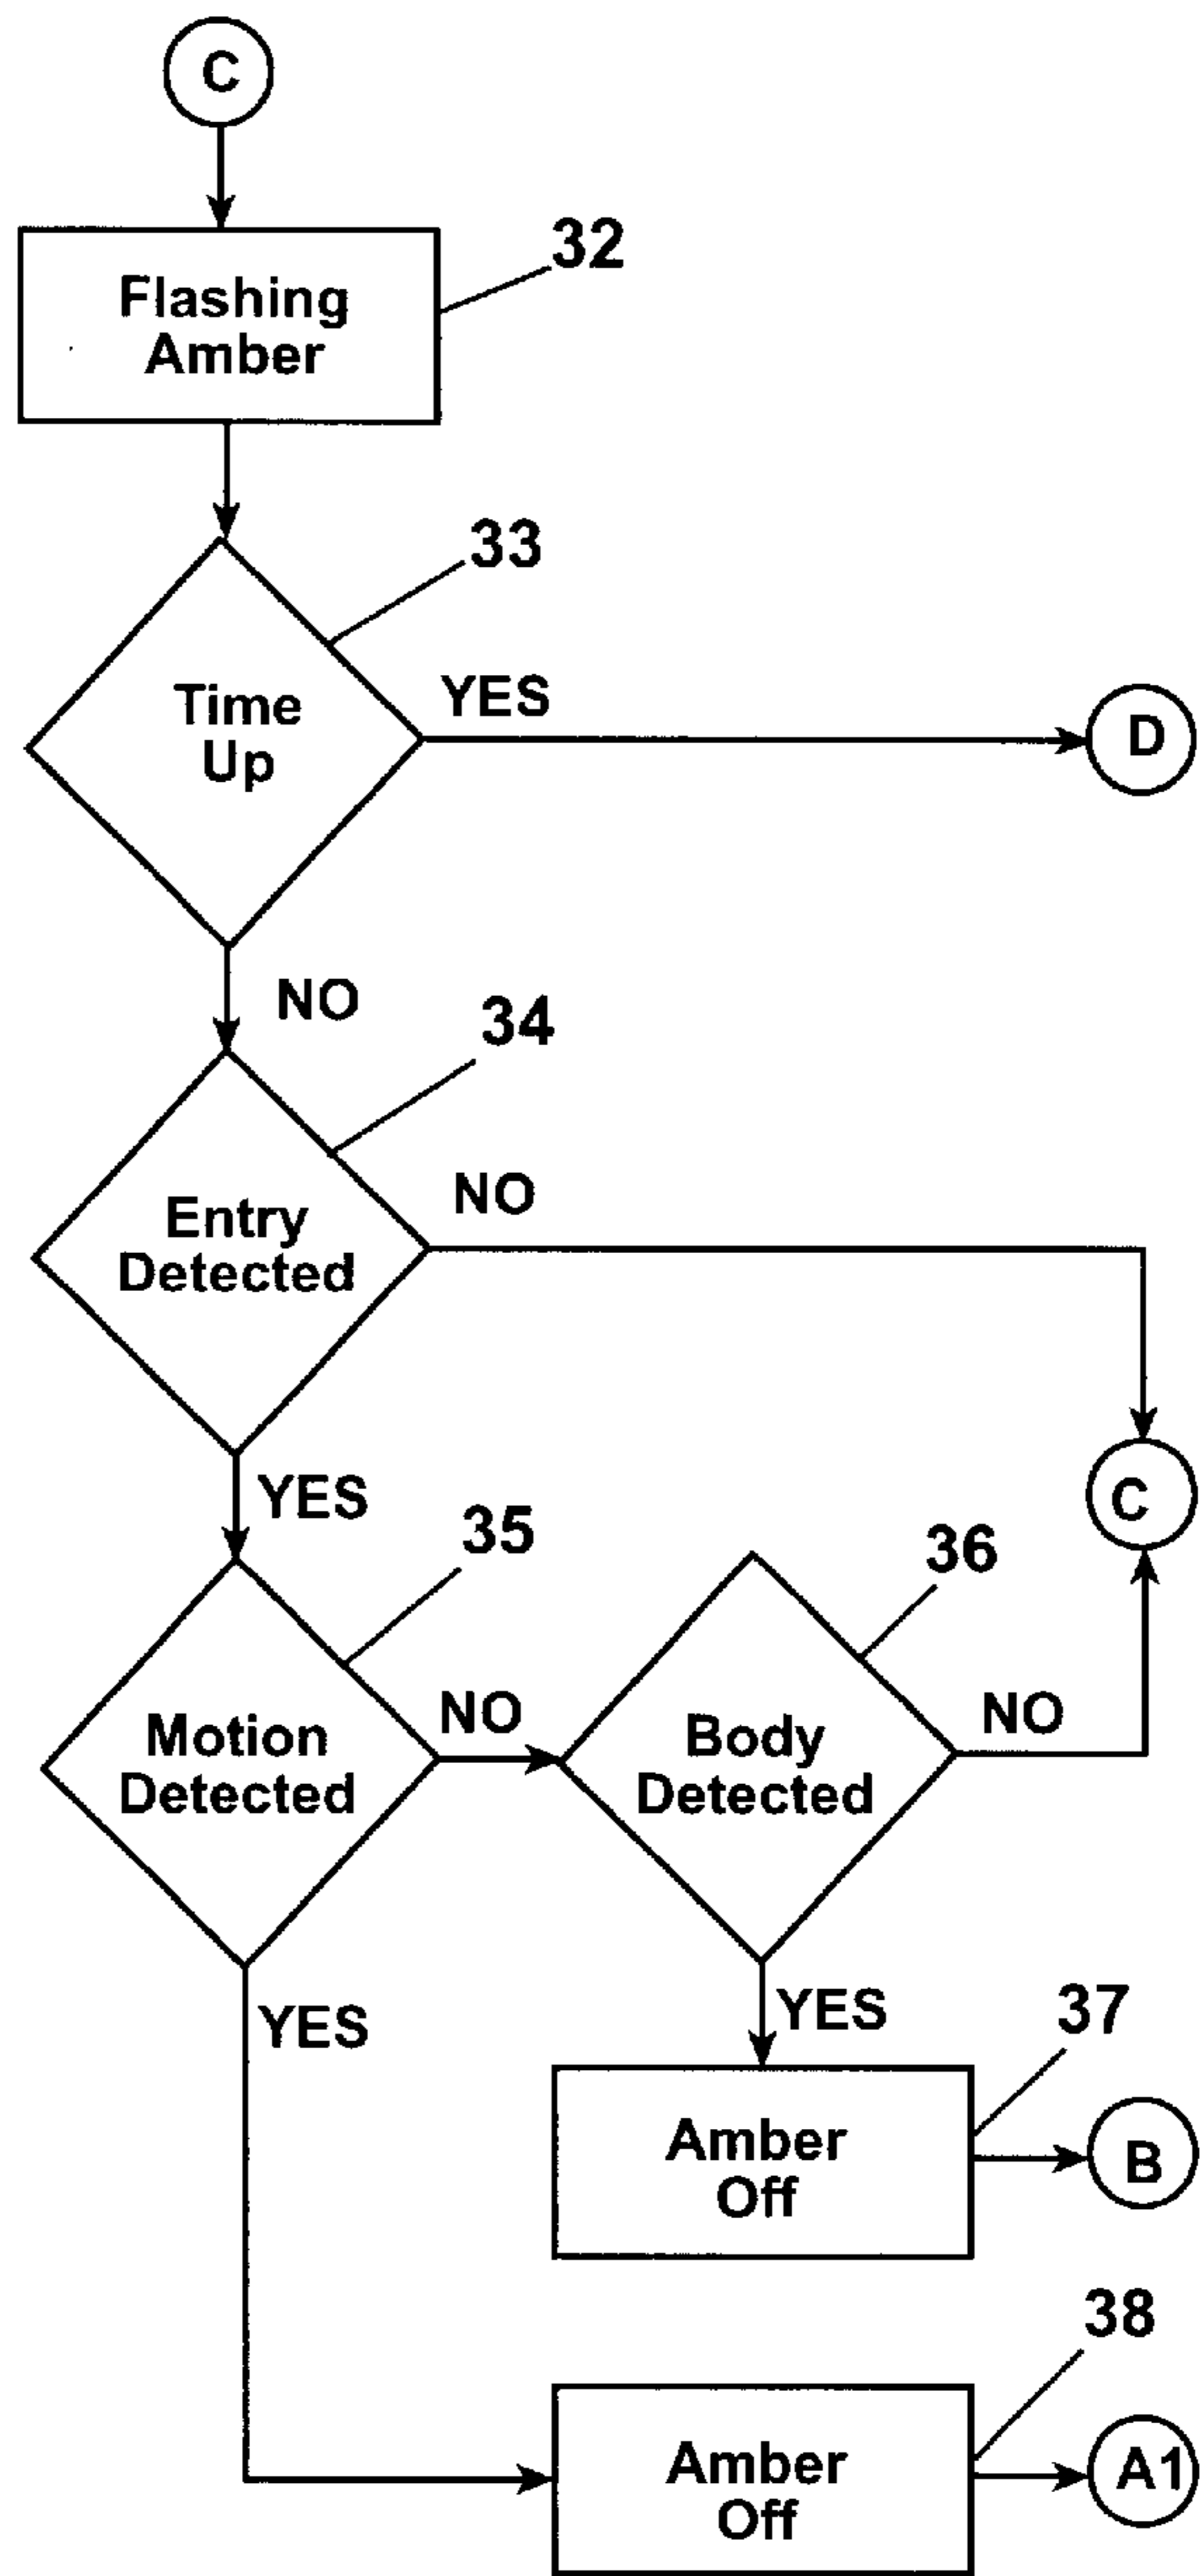 C
32
Flashing
Amber
33
Time
Up
YES
D
NO
34
Entry
Detected
NO
C
YES
35
Motion
Detected
NO
36
Body
Detected
NO
YES
YES
37
Amber
Off
B
38
Amber
Off
A1